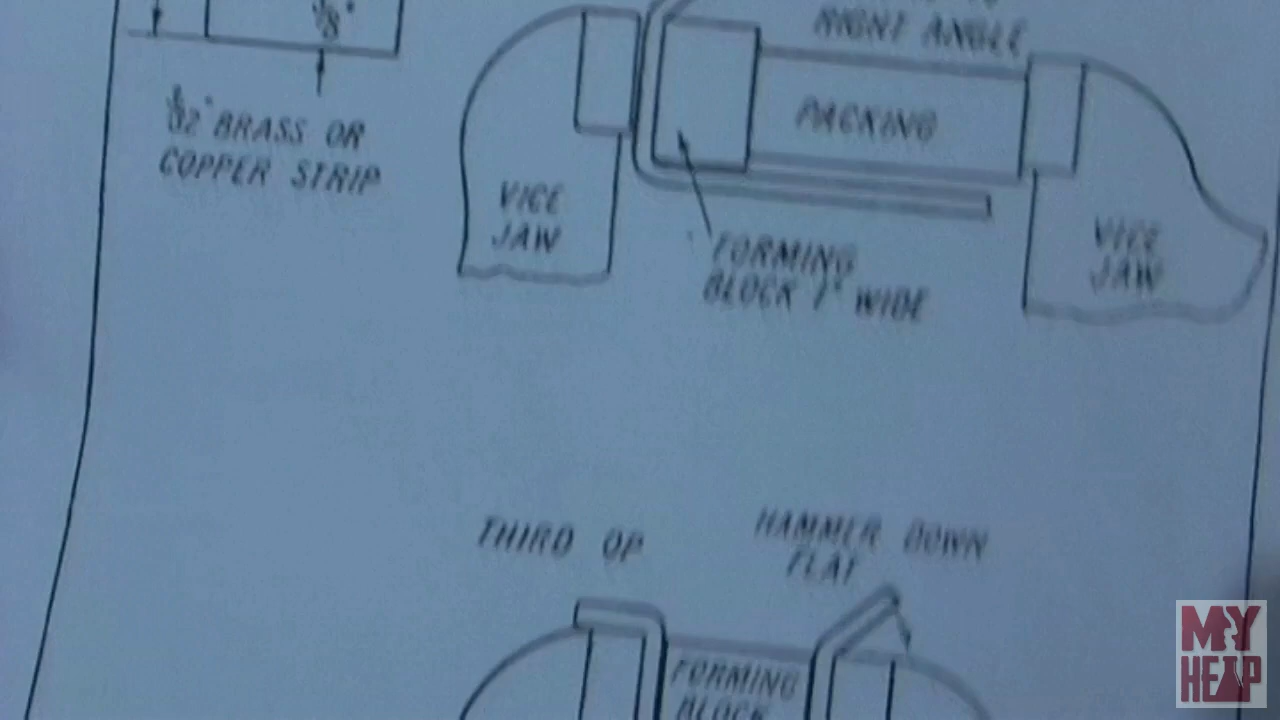 RIGHT ANGLE
PACKING
1/32" BRASS OR
COPPER STRIP
VICE
JAW
FORMING
BLOCK 1" WIDE
VICE
JAW
THIRD OP
HAMMER DOWN
FLAT
FORMING
BLOCK
MY
HEAP